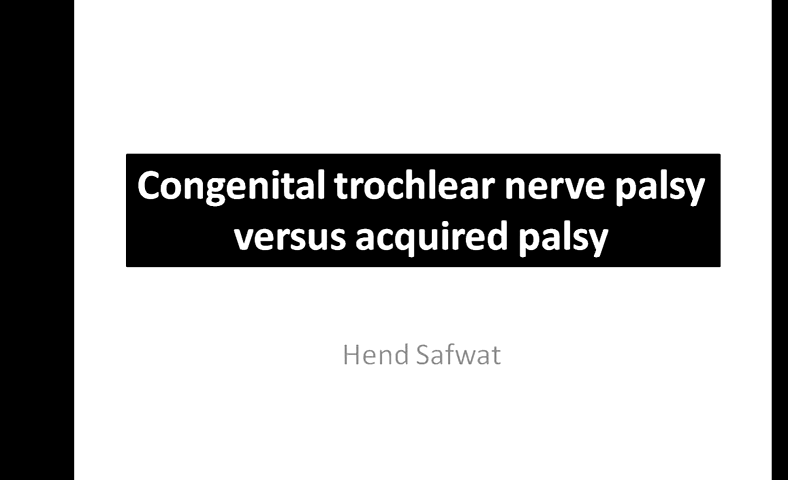 Congenital trochlear nerve palsy
versus acquired palsy
Hend Safwat